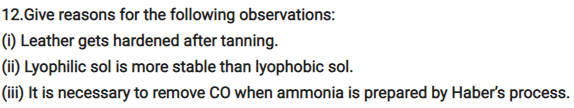 12.Give reasons for the following observations:
(i) Leather gets hardened after tanning.
(ii) Lyophilic sol is more stable than lyophobic sol.
(iii) It is necessary to remove CO when ammonia is prepared by Haber's process.